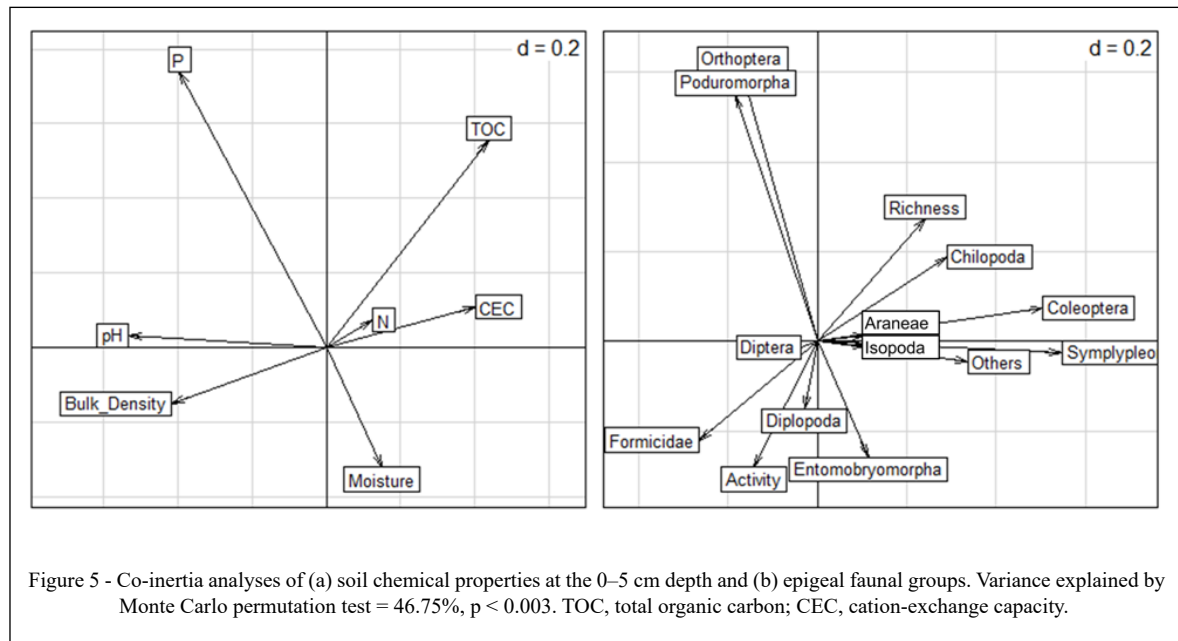 d = 0.2
P
TOC
N
CEC
pH
Bulk_Density
Moisture
d = 0.2
Orthoptera
Poduromorpha
Richness
Chilopoda
Coleoptera
Araneae
Diptera
Isopoda
Symplypleo
Others
Diplopoda
Formicidae
Entomobryomorpha
Activity
Figure 5 - Co-inertia analyses of (a) soil chemical properties at the 0–5 cm depth and (b) epigeal faunal groups. Variance explained by
Monte Carlo permutation test = 46.75%, p < 0.003. TOC, total organic carbon; CEC, cation-exchange capacity.